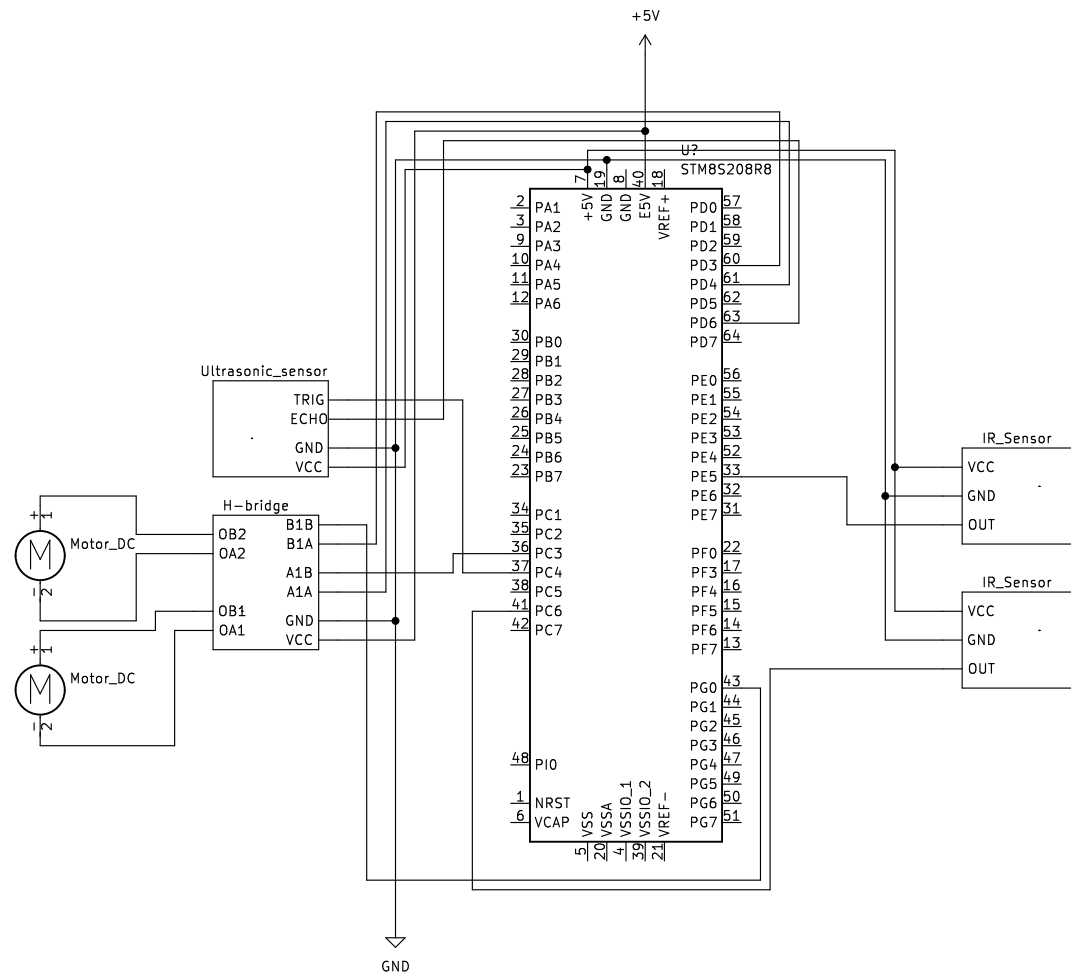 +5V
U?
STM8S208R8
7 +5V
19 GND
8 GND
40 E5V
18 VREF+
2 PA1
3 PA2
9 PA3
10 PA4
11 PA5
12 PA6
30 PB0
29 PB1
28 PB2
27 PB3
26 PB4
25 PB5
24 PB6
23 PB7
34 PC1
35 PC2
36 PC3
37 PC4
38 PC5
41 PC6
42 PC7
48 PI0
1 NRST
6 VCAP
PD0 57
PD1 58
PD2 59
PD3 60
PD4 61
PD5 62
PD6 63
PD7 64
PE0 56
PE1 55
PE2 54
PE3 53
PE4 52
PE5 33
PE6 32
PE7 31
PF0 22
PF3 17
PF4 16
PF5 15
PF6 14
PF7 13
PG0 43
PG1 44
PG2 45
PG3 46
PG4 47
PG5 49
PG6 50
PG7 51
5 VSS
20 VSSA
4 VSSIO_1
39 VSSIO_2
21 VREF-
Ultrasonic_sensor
TRIG
ECHO
GND
VCC
H-bridge
B1B
B1A
A1B
A1A
GND
VCC
OB2
OA2
OB1
OA1
+ 1
M
Motor_DC
- 2
+ 1
M
Motor_DC
- 2
IR_Sensor
VCC
GND
OUT
IR_Sensor
VCC
GND
OUT
GND